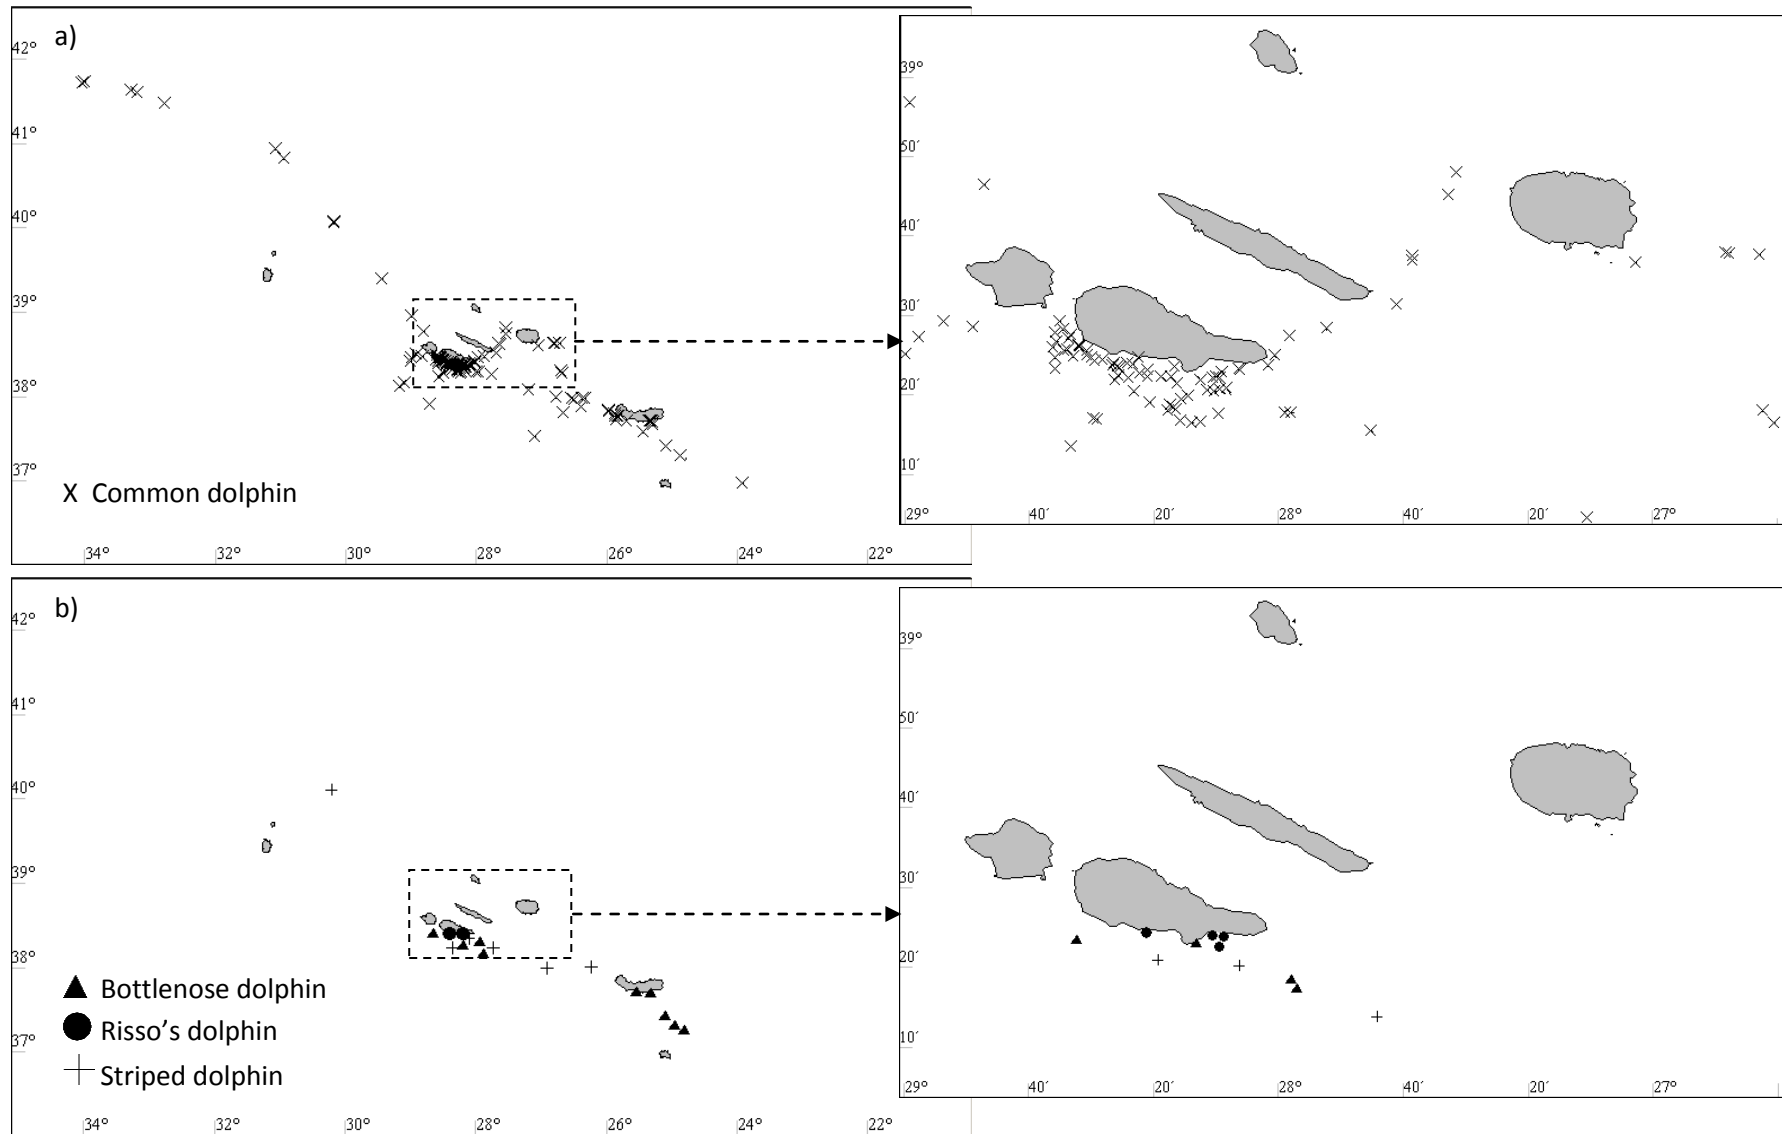 a)
42°
41°
40°
39°
38°
37°
X Common dolphin
34° 32° 30° 28° 26° 24° 22°
39°
50´
40´
30´
20´
10´
29° 40´ 20´ 28° 40´ 20´ 27°
b)
42°
41°
40°
39°
38°
37°
Bottlenose dolphin
Risso’s dolphin
Striped dolphin
34° 32° 30° 28° 26° 24° 22°
39°
50´
40´
30´
20´
10´
29° 40´ 20´ 28° 40´ 20´ 27°